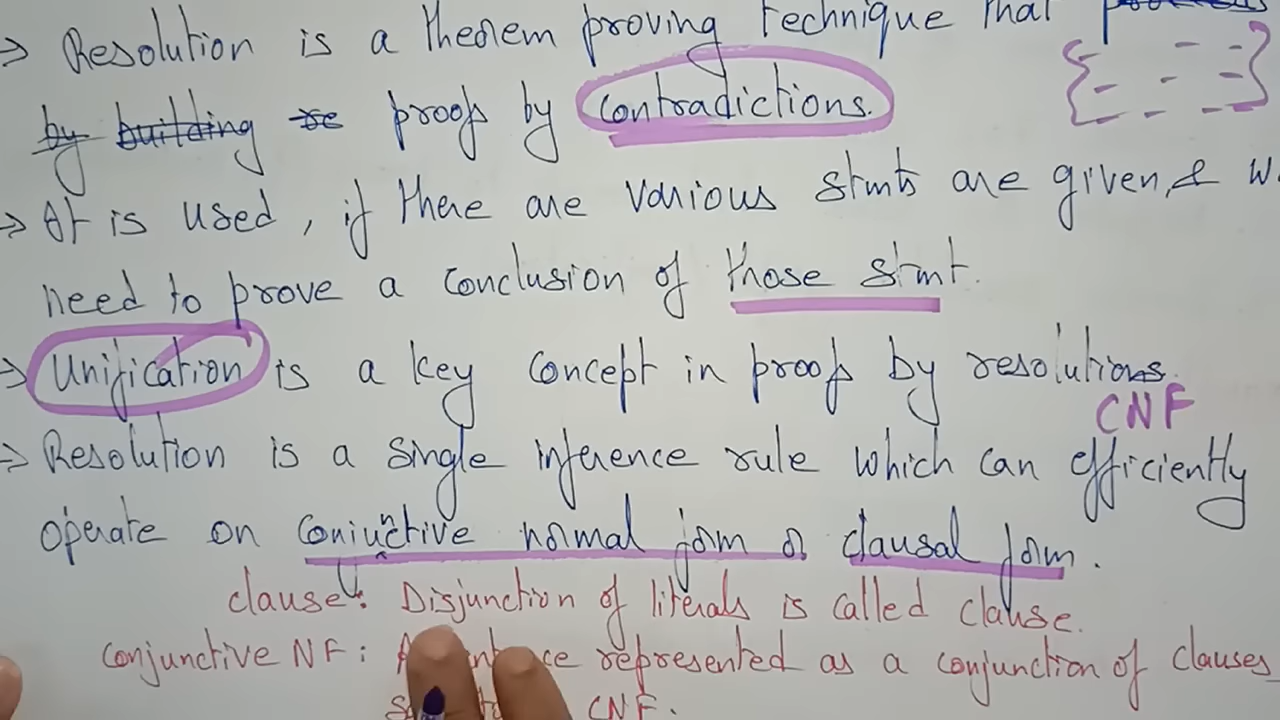 => Resolution is a theorem proving technique that
by building proofs by contradictions.
=> It is used, if there are various stmts are given, & w
need to prove a conclusion of those stmt.
=> Unification is a key concept in proofs by resolutions.
CNF
=> Resolution is a single inference rule which can efficiently
operate on conjunctive normal form or clausal form.
clause: Disjunction of literals is called clause.
conjunctive NF: represented as a conjunction of clauses
CNF.